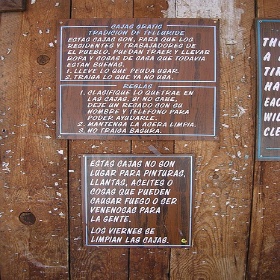 CAJAS GRATIS
TRADICION DE TELLURIDE
ESTAS CAJAS SON, PARA QUE LOS
RESIDENTES Y TRABAJADORES DE
EL PUEBLO, PUEDAN TRAER Y LLEVAR
ROPA Y COSAS DE CASA QUE TODAVIA
ESTAN BUENAS.
1. LLEVE LO QUE PUEDA USAR.
2. TRAIGA LO QUE YA NO USA.
REGLAS
1. CLASIFIQUE LO QUE TRAE EN
LAS CAJAS, SI NO CABE,
DEJE UN RECADO CON SU
NOMBRE Y TELEFONO PARA
PODER AYUDARLE.
2. MANTENGA LA ACERA LIMPIA.
3. NO TRAIGA BASURA.
ESTAS CAJAS NO SON
LUGAR PARA PINTURAS,
LLANTAS, ACEITES O
COSAS QUE PUEDEN
CAUSAR FUEGO O SER
VENENOSAS PARA
LA GENTE.
LOS VIERNES SE
LIMPIAN LAS CAJAS.
TH
A L
TI
HA
EAC
WIL
CLE